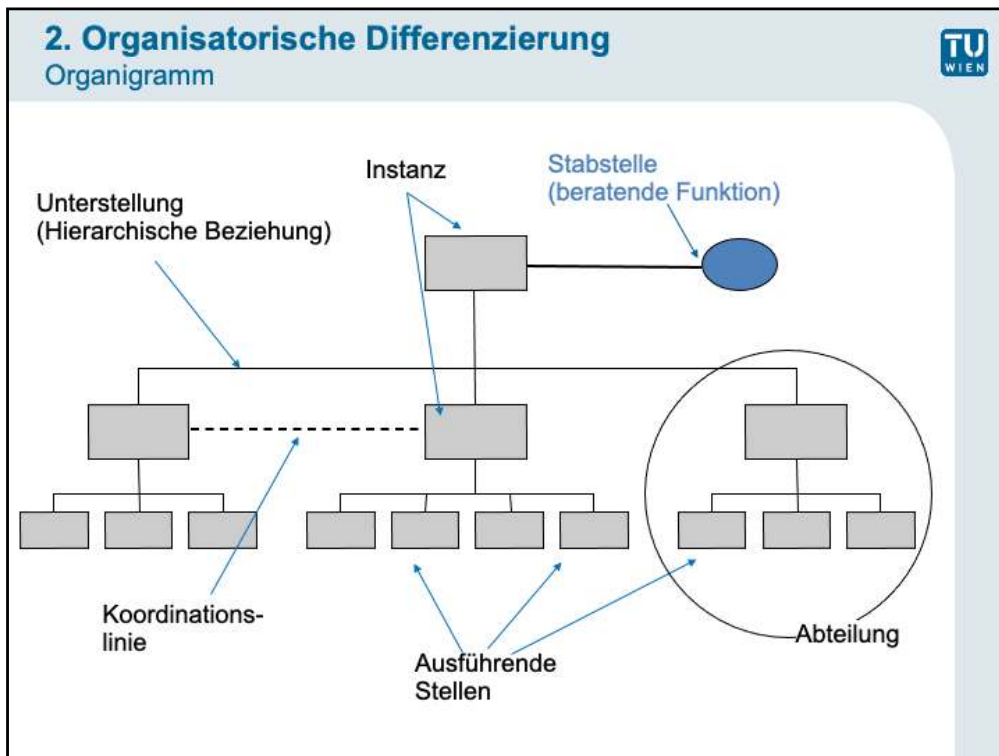 2. Organisatorische Differenzierung
Organigramm
TU
WIEN
Instanz
Stabstelle
(beratende Funktion)
Unterstellung
(Hierarchische Beziehung)
Koordinations-
linie
Ausführende
Stellen
Abteilung